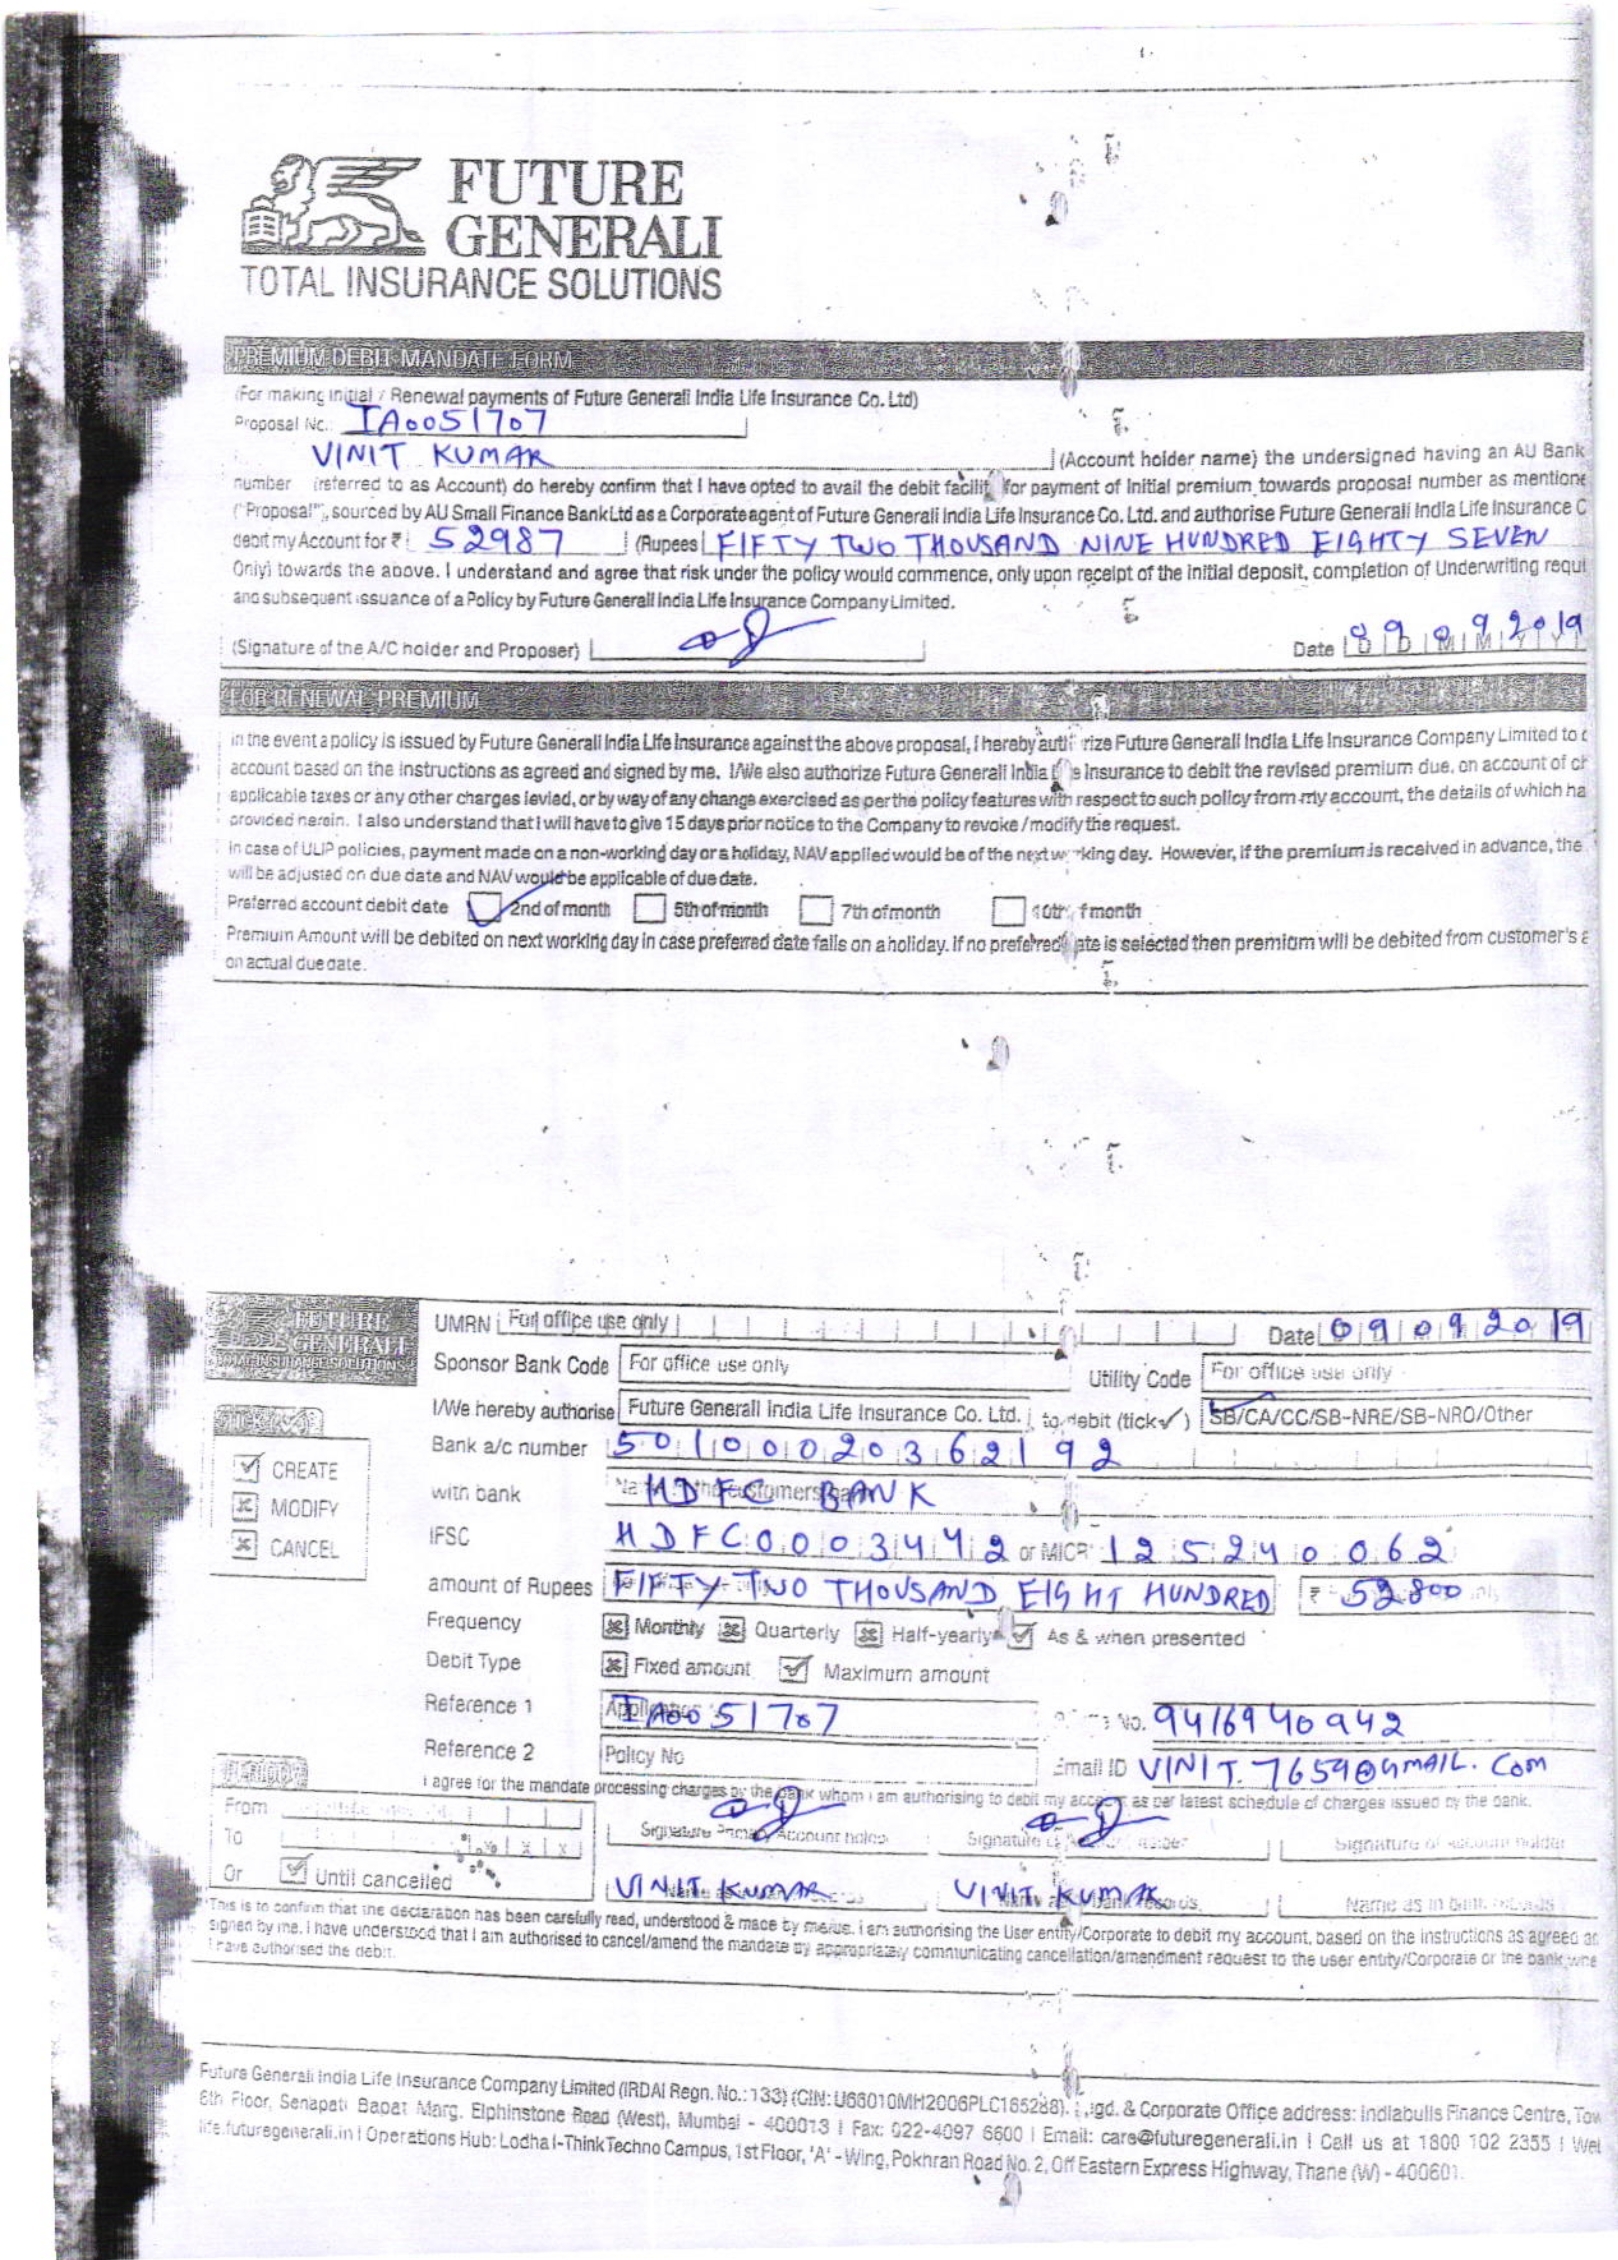 FUTURE
GENERALI
TOTAL INSURANCE SOLUTIONS
PREMIUM DEBIT MANDATE FORM
(For making Initial / Renewal payments of Future Generali India Life Insurance Co. Ltd)
Proposal No.: IA0051707
VINIT KUMAR (Account holder name) the undersigned having an AU Bank
number (referred to as Account) do hereby confirm that I have opted to avail the debit facilit for payment of Initial premium towards proposal number as mentione
("Proposal"), sourced by AU Small Finance Bank Ltd as a Corporate agent of Future Generali India Life Insurance Co. Ltd. and authorise Future Generali India Life Insurance C
debit my Account for ₹ 52987 (Rupees FIFTY TWO THOUSAND NINE HUNDRED EIGHTY SEVEN
Only) towards the above. I understand and agree that risk under the policy would commence, only upon receipt of the initial deposit, completion of Underwriting requi
and subsequent issuance of a Policy by Future Generali India Life Insurance Company Limited.
(Signature of the A/C holder and Proposer) Date 09092019
FOR RENEWAL PREMIUM
In the event a policy is issued by Future Generali India Life Insurance against the above proposal, I hereby auth rize Future Generali India Life Insurance Company Limited to d
account based on the instructions as agreed and signed by me. I/We also authorize Future Generali India L e Insurance to debit the revised premium due, on account of ch
applicable taxes or any other charges levied, or by way of any change exercised as per the policy features with respect to such policy from my account, the details of which ha
provided herein. I also understand that I will have to give 15 days prior notice to the Company to revoke / modify the request.
In case of ULIP policies, payment made on a non-working day or a holiday, NAV applied would be of the next w rking day. However, if the premium is received in advance, the
will be adjusted on due date and NAV would be applicable of due date.
Preferred account debit date 2nd of month 5th of month 7th of month 10th f month
Premium Amount will be debited on next working day in case preferred date falls on a holiday. If no preferred ate is selected then premium will be debited from customer's a
on actual due date.
FUTURE
GENERALI
TOTAL INSURANCE SOLUTIONS
UMRN For office use only Date 09092019
Sponsor Bank Code For office use only Utility Code For office use only
I/We hereby authorise Future Generali India Life Insurance Co. Ltd. to debit (tick✓) SB/CA/CC/SB-NRE/SB-NRO/Other
CREATE
MODIFY
CANCEL
Bank a/c number 50100020362192
with bank HDFC BANK
IFSC HDFC0003442 or MICR 125240062
amount of Rupees FIFTY TWO THOUSAND EIGHT HUNDRED ₹ 52800
Frequency Monthly Quarterly Half-yearly As & when presented
Debit Type Fixed amount Maximum amount
Reference 1 IA0051707 No. 9416940942
Reference 2 Policy No Email ID VINIT.7659@GMAIL.COM
I agree for the mandate processing charges by the bank whom I am authorising to debit my account as per latest schedule of charges issued by the bank.
From
To
Or Until cancelled
Signature Primary Account holder Signature of Account holder Signature of account holder
VINIT KUMAR VINIT KUMAR Name as in bank records
This is to confirm that the declaration has been carefully read, understood & made by me/us. I am authorising the User entity/Corporate to debit my account, based on the instructions as agreed an
signed by me. I have understood that I am authorised to cancel/amend the mandate by appropriately communicating cancellation/amendment request to the user entity/Corporate or the bank whe
I have authorised the debit.
Future Generali India Life Insurance Company Limited (IRDAI Regn. No.: 133) (CIN: U66010MH2006PLC165288). gd. & Corporate Office address: Indiabulls Finance Centre, Tow
6th Floor, Senapati Bapat Marg, Elphinstone Road (West), Mumbai - 400013 | Fax: 022-4097 6600 | Email: care@futuregenerali.in | Call us at 1800 102 2355 | Web
life.futuregenerali.in | Operations Hub: Lodha I-Think Techno Campus, 1st Floor, 'A' - Wing, Pokhran Road No. 2, Off Eastern Express Highway, Thane (W) - 400601.